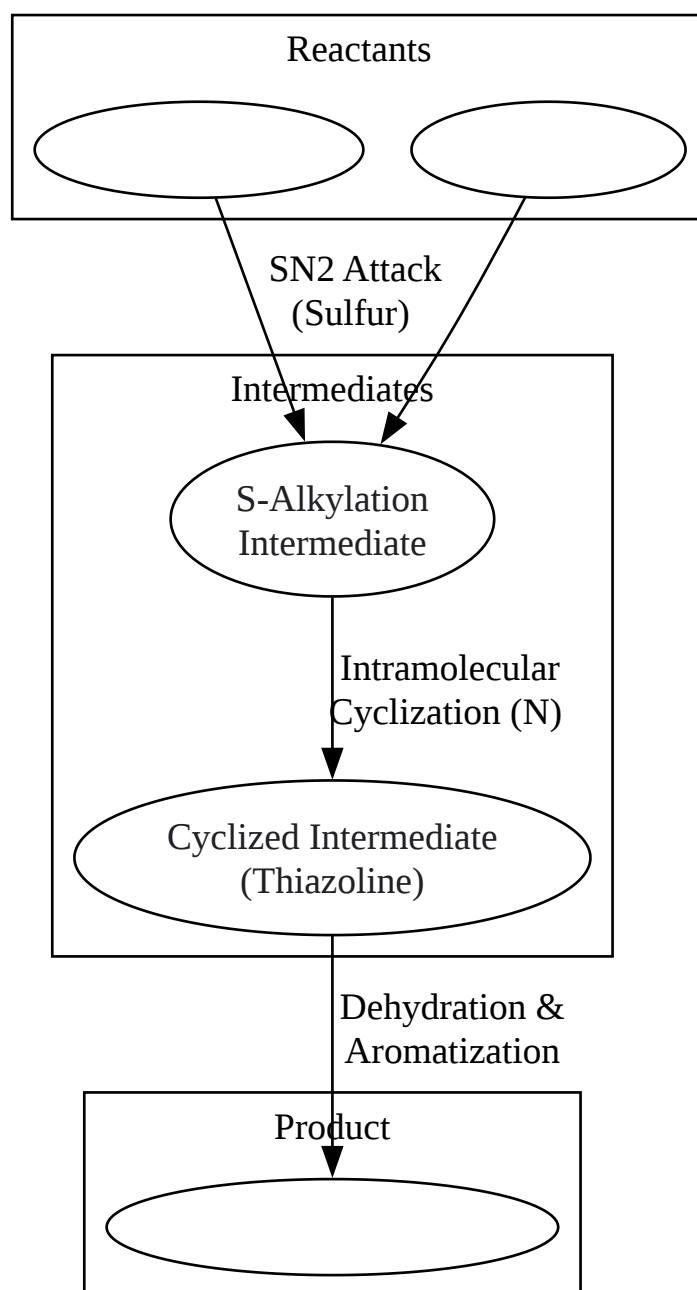 Reactants
SN2 Attack
(Sulfur)
Intermediates
S-Alkylation
Intermediate
Intramolecular
Cyclization (N)
Cyclized Intermediate
(Thiazoline)
Dehydration &
Aromatization
Product